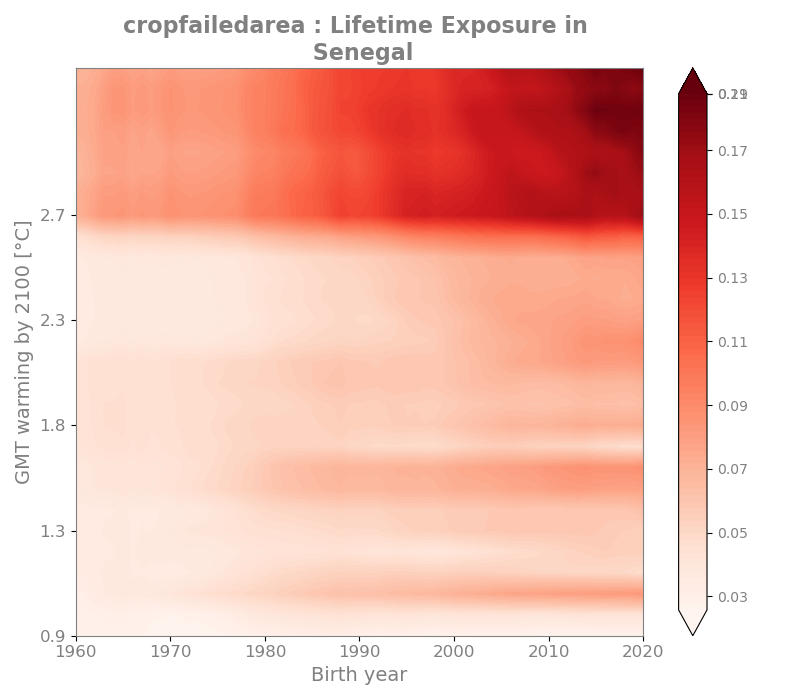 cropfailedarea : Lifetime Exposure in
Senegal
GMT warming by 2100 [°C]
2.7
2.3
1.8
1.3
0.9
1960 1970 1980 1990 2000 2010 2020
Birth year
0.17
0.15
0.13
0.11
0.09
0.07
0.05
0.03